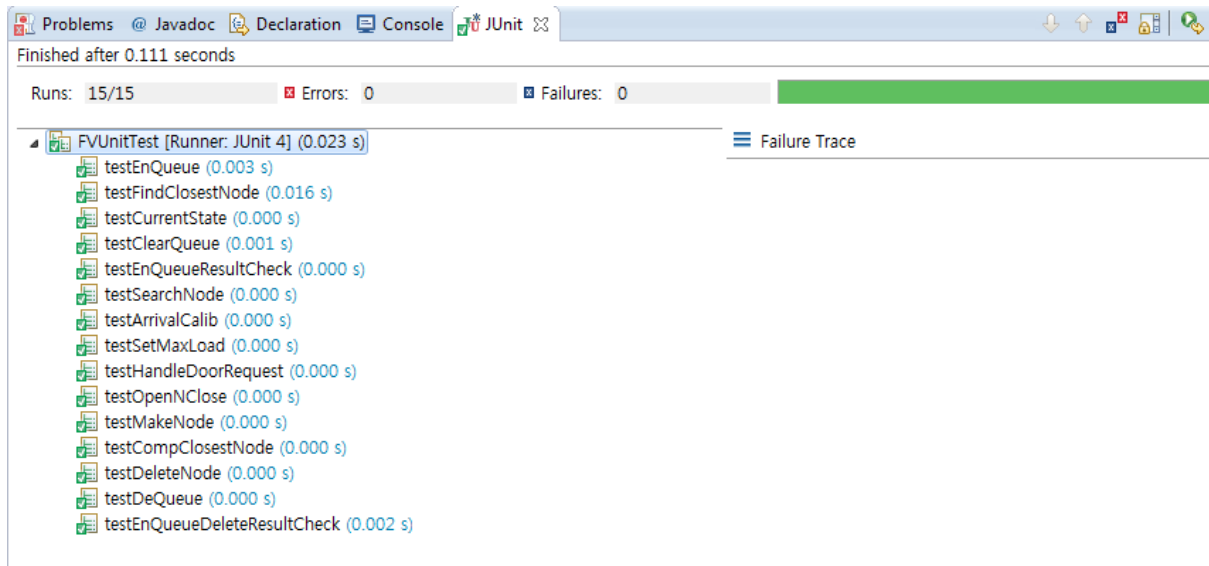 Problems @ Javadoc Declaration Console JUnit
Finished after 0.111 seconds
Runs: 15/15 Errors: 0 Failures: 0
FVUnitTest [Runner: JUnit 4] (0.023 s)
Failure Trace
testEnQueue (0.003 s)
testFindClosestNode (0.016 s)
testCurrentState (0.000 s)
testClearQueue (0.001 s)
testEnQueueResultCheck (0.000 s)
testSearchNode (0.000 s)
testArrivalCalib (0.000 s)
testSetMaxLoad (0.000 s)
testHandleDoorRequest (0.000 s)
testOpenNClose (0.000 s)
testMakeNode (0.000 s)
testCompClosestNode (0.000 s)
testDeleteNode (0.000 s)
testDeQueue (0.000 s)
testEnQueueDeleteResultCheck (0.002 s)